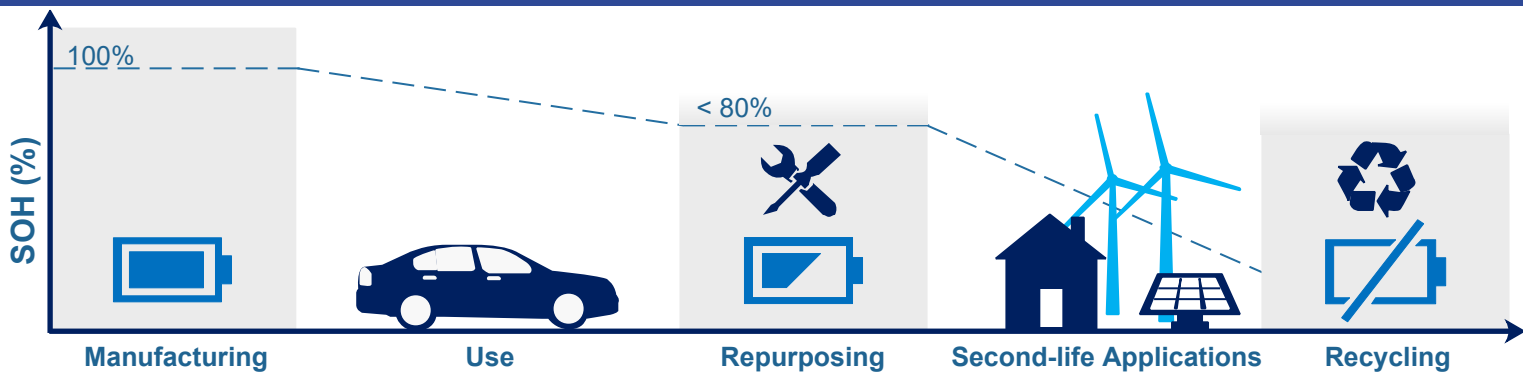 100%
< 80%
SOH (%)
Manufacturing
Use
Repurposing
Second-life Applications
Recycling